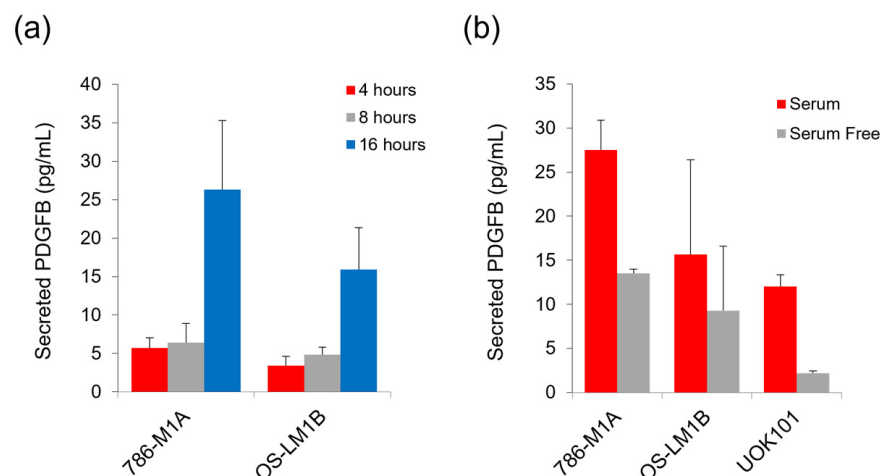 (a)
Secreted PDGFB (pg/mL)
40
35
30
25
20
15
10
5
0
4 hours
8 hours
16 hours
786-M1A
OS-LM1B
(b)
Secreted PDGFB (pg/mL)
35
30
25
20
15
10
5
0
Serum
Serum Free
786-M1A
OS-LM1B
UOK101